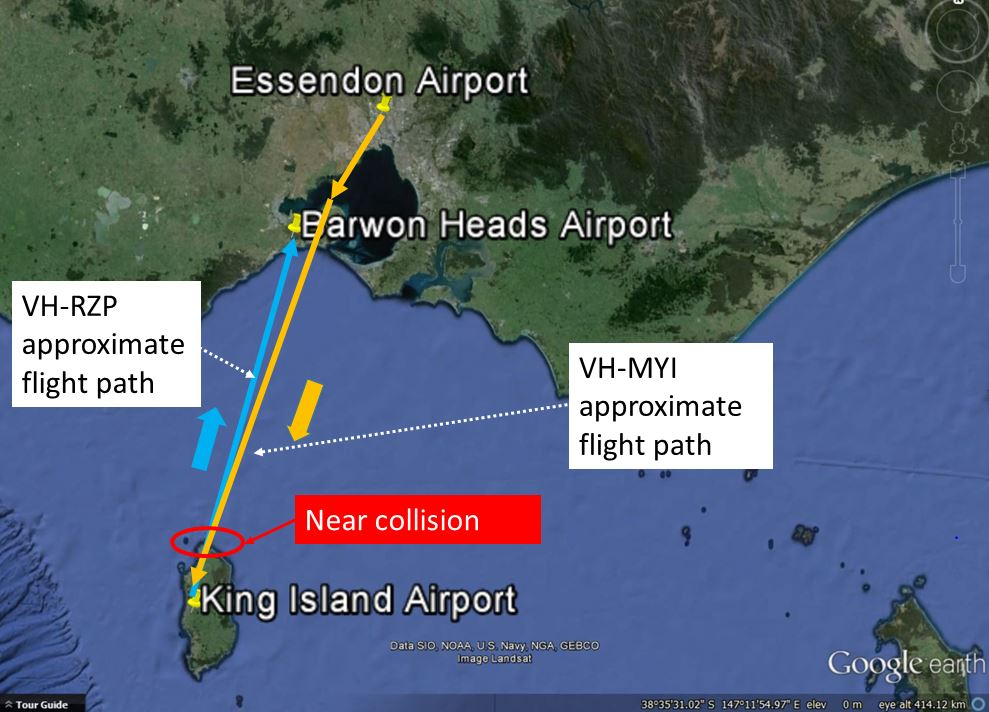 Essendon Airport
Barwon Heads Airport
VH-RZP
approximate
flight path
VH-MYI
approximate
flight path
Near collision
King Island Airport
Data SIO, NOAA, U.S. Navy, NGA, GEBCO
Image Landsat
Google earth
Tour Guide
38°35'31.02" S 147°11'54.97" E elev 0 m eye alt 414.12 km